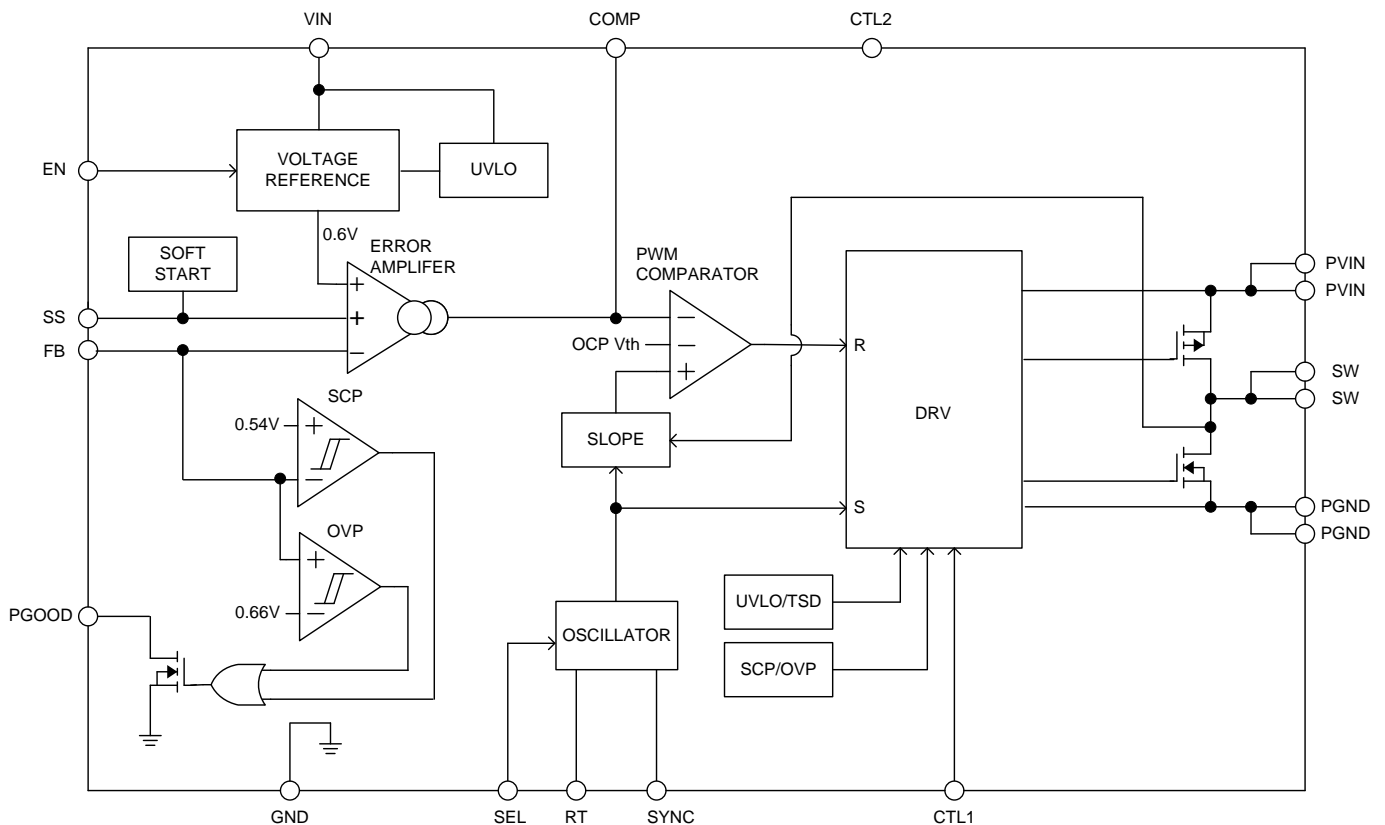 VIN
COMP
CTL2
EN
VOLTAGE
REFERENCE
UVLO
0.6V
SOFT
START
ERROR
AMPLIFER
+
+
−
SS
FB
PWM
COMPARATOR
−
OCP Vth
−
+
R
DRV
S
PVIN
PVIN
SW
SW
PGND
PGND
SCP
0.54V
+
−
SLOPE
OVP
+
0.66V
−
PGOOD
OSCILLATOR
UVLO/TSD
SCP/OVP
GND
SEL
RT
SYNC
CTL1